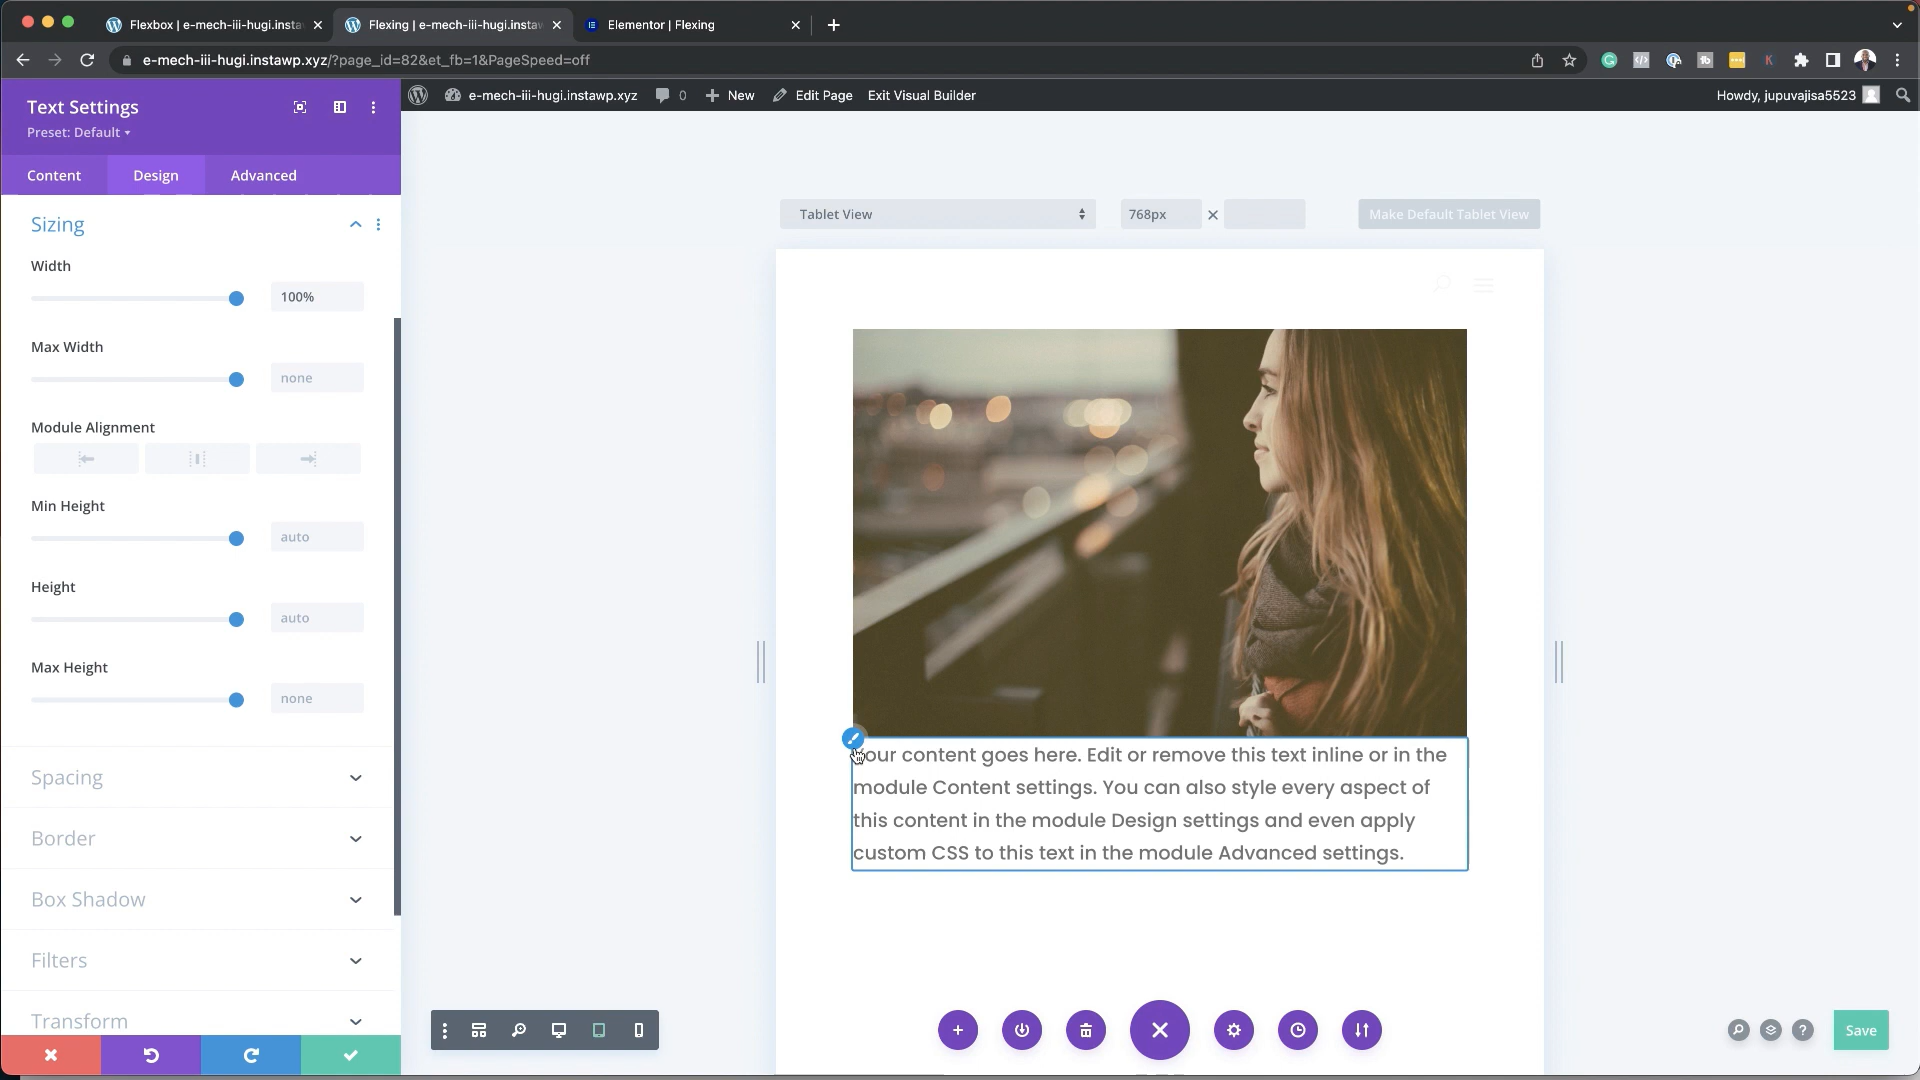 Flexbox | e-mech-iii-hugi.insta
Flexing | e-mech-iii-hugi.instaw
Elementor | Flexing
e-mech-iii-hugi.instawp.xyz/?page_id=82&et_fb=1&PageSpeed=off
Text Settings
Preset: Default
e-mech-iii-hugi.instawp.xyz
0
New
Edit Page
Exit Visual Builder
Howdy, jupuvajisa5523
Content
Design
Advanced
Sizing
Width
100%
Max Width
none
Module Alignment
Min Height
auto
Height
auto
Max Height
none
Spacing
Border
Box Shadow
Filters
Transform
Tablet View
768px
Make Default Tablet View
Your content goes here. Edit or remove this text inline or in the
module Content settings. You can also style every aspect of
this content in the module Design settings and even apply
custom CSS to this text in the module Advanced settings.
Save